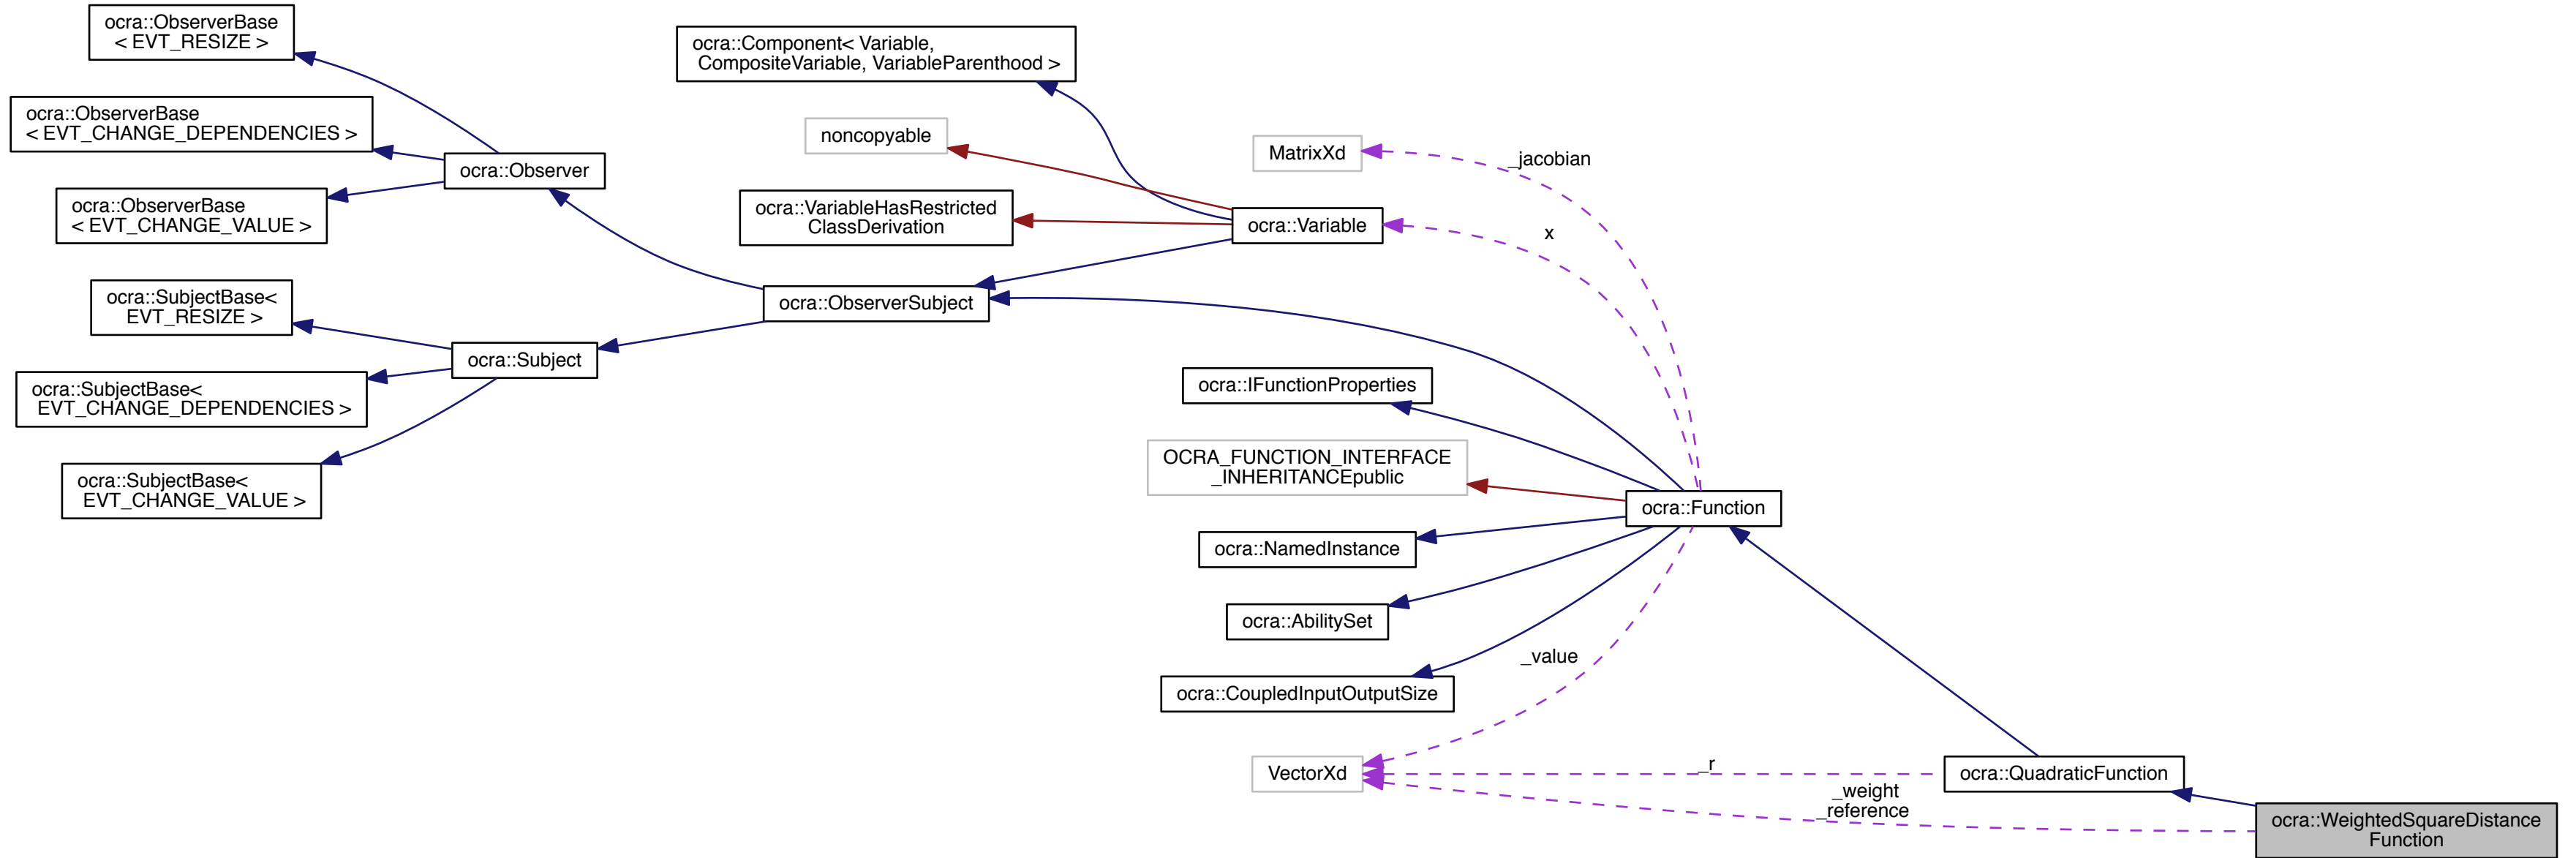 ocra::ObserverBase
< EVT_RESIZE >
ocra::ObserverBase
< EVT_CHANGE_DEPENDENCIES >
ocra::ObserverBase
< EVT_CHANGE_VALUE >
ocra::SubjectBase<
EVT_RESIZE >
ocra::SubjectBase<
EVT_CHANGE_DEPENDENCIES >
ocra::SubjectBase<
EVT_CHANGE_VALUE >
ocra::Observer
ocra::Subject
ocra::Component< Variable,
CompositeVariable, VariableParenthood >
noncopyable
ocra::VariableHasRestricted
ClassDerivation
ocra::ObserverSubject
MatrixXd
ocra::Variable
ocra::IFunctionProperties
OCRA_FUNCTION_INTERFACE
_INHERITANCEpublic
ocra::NamedInstance
ocra::AbilitySet
ocra::CoupledInputOutputSize
VectorXd
_jacobian
x
_value
ocra::Function
_r
_weight
_reference
ocra::QuadraticFunction
ocra::WeightedSquareDistance
Function